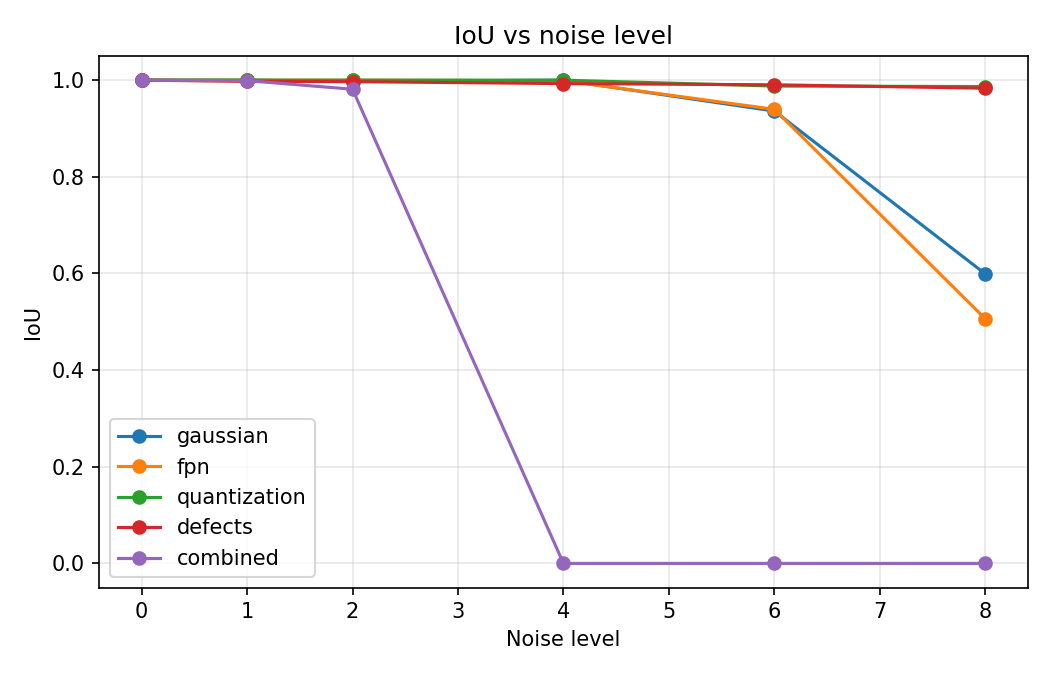 IoU vs noise level
IoU
1.0
0.8
0.6
0.4
0.2
0.0
gaussian
fpn
quantization
defects
combined
0 1 2 3 4 5 6 7 8
Noise level